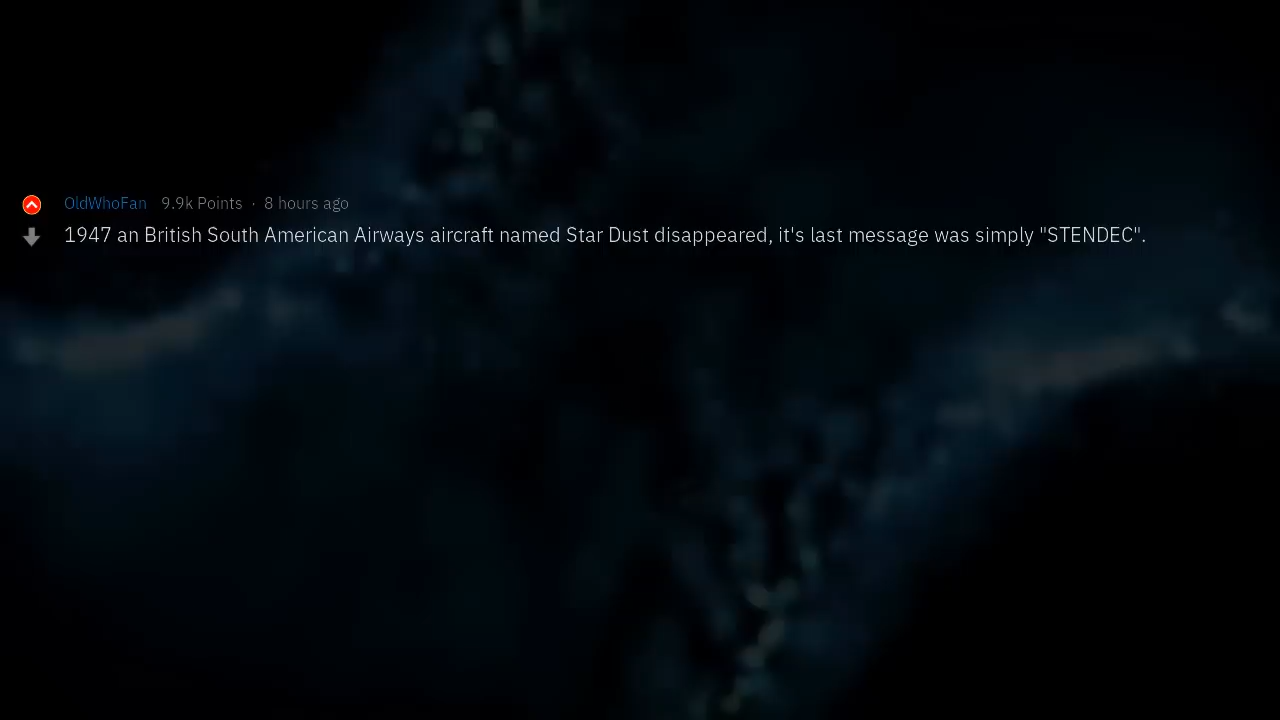 OldWhoFan 9.9k Points · 8 hours ago
1947 an British South American Airways aircraft named Star Dust disappeared, it's last message was simply "STENDEC".